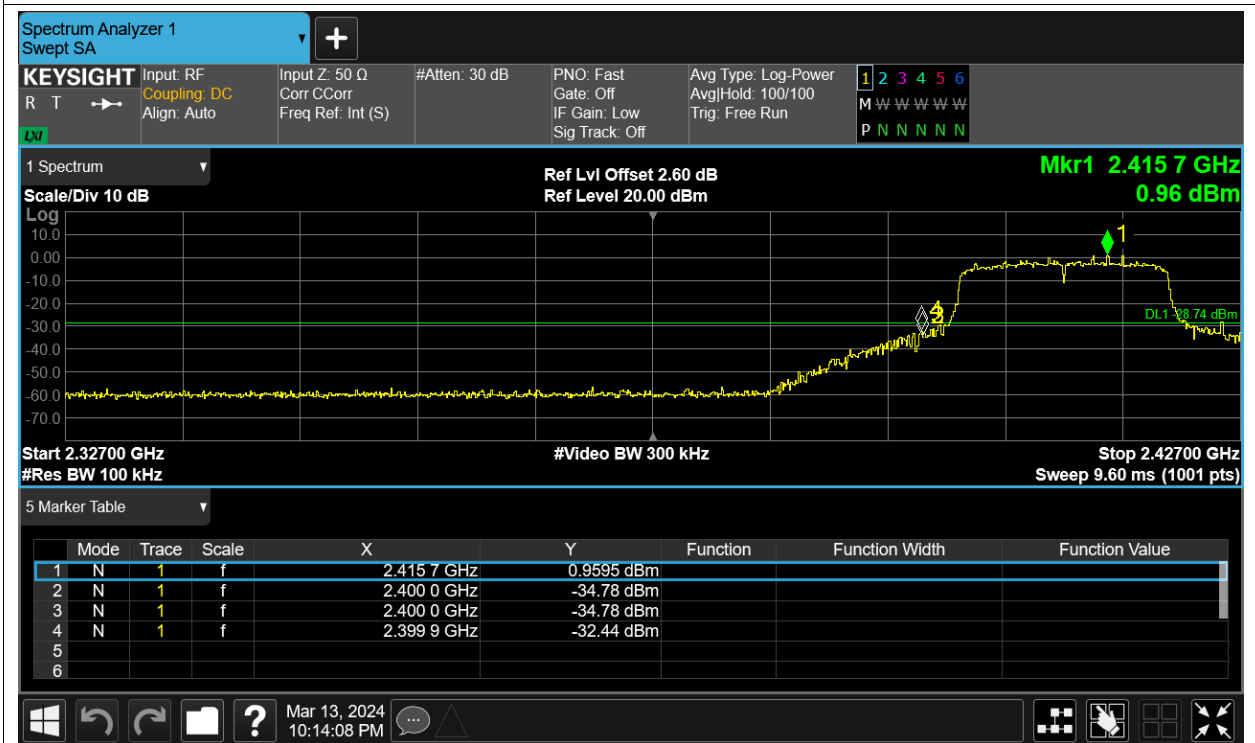 Spectrum Analyzer 1
Swept SA
KEYSIGHT
R T
LXI
Input: RF
Coupling: DC
Align: Auto
Input Z: 50 Ω
Corr CCorr
Freq Ref: Int (S)
#Atten: 30 dB
PNO: Fast
Gate: Off
IF Gain: Low
Sig Track: Off
Avg Type: Log-Power
Avg|Hold: 100/100
Trig: Free Run
1 2 3 4 5 6
M W W W W W
P N N N N N
1 Spectrum
Scale/Div 10 dB
Ref Lvl Offset 2.60 dB
Ref Level 20.00 dBm
Mkr1 2.415 7 GHz
0.96 dBm
Log
10.0
0.00
-10.0
-20.0
-30.0
-40.0
-50.0
-60.0
-70.0
1
DL1 -28.74 dBm
Start 2.32700 GHz
#Video BW 300 kHz
Stop 2.42700 GHz
#Res BW 100 kHz
Sweep 9.60 ms (1001 pts)
5 Marker Table
Mode Trace Scale X Y Function Function Width Function Value
1 N 1 f 2.415 7 GHz 0.9595 dBm
2 N 1 f 2.400 0 GHz -34.78 dBm
3 N 1 f 2.400 0 GHz -34.78 dBm
4 N 1 f 2.399 9 GHz -32.44 dBm
5
6
?
Mar 13, 2024
10:14:08 PM